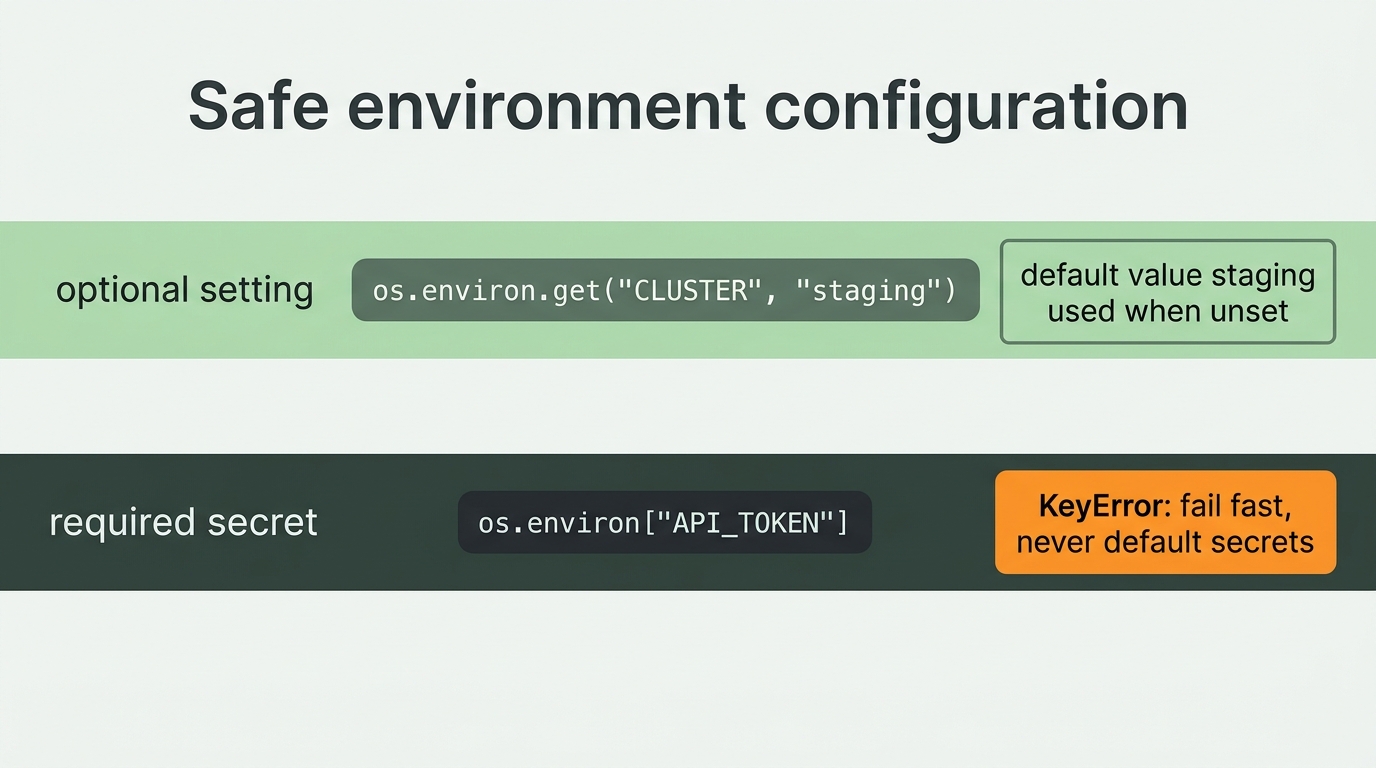 Safe environment configuration
optional setting
os.environ.get("CLUSTER", "staging")
default value staging
used when unset
required secret
os.environ["API_TOKEN"]
KeyError: fail fast,
never default secrets